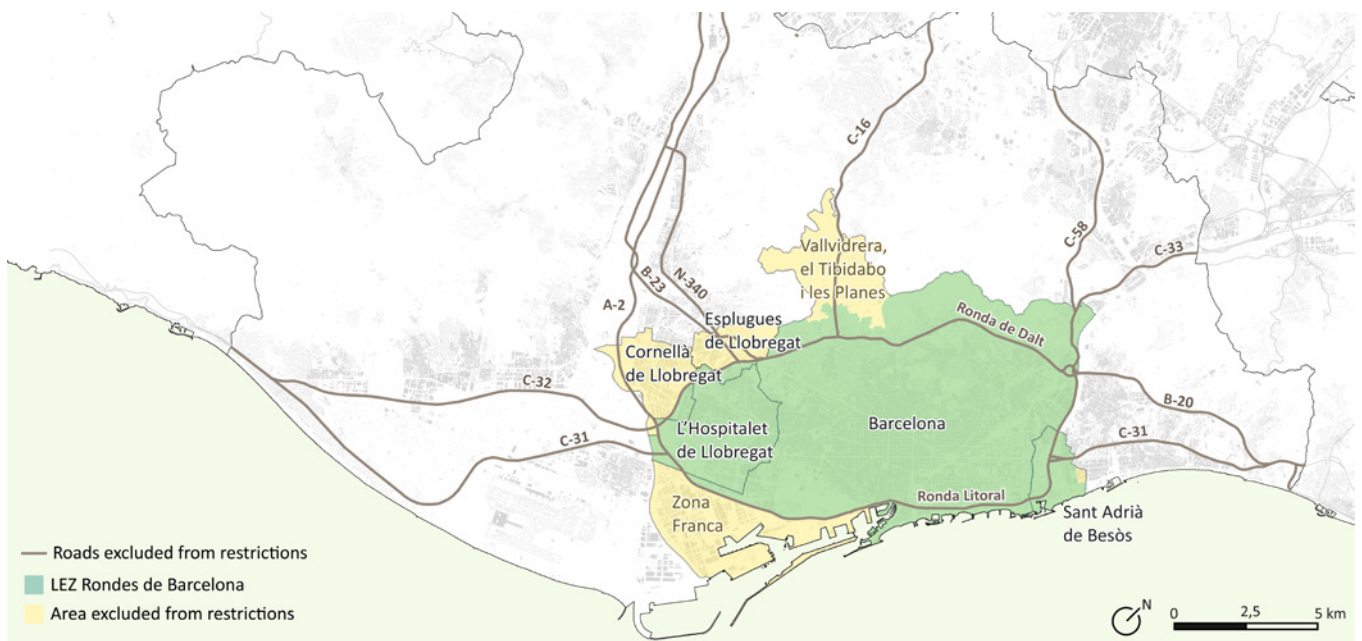 C-16
Vallvidrera,
el Tibidabo
i les Planes
C-58
C-33
A-2
B-23
N-340
Esplugues
de Llobregat
Ronda de Dalt
Cornellà
de Llobregat
C-32
B-20
C-31
L'Hospitalet
de Llobregat
Barcelona
C-31
Zona
Franca
Ronda Litoral
Sant Adrià
de Besòs
Roads excluded from restrictions
LEZ Rondes de Barcelona
Area excluded from restrictions
N
0 2,5 5 km